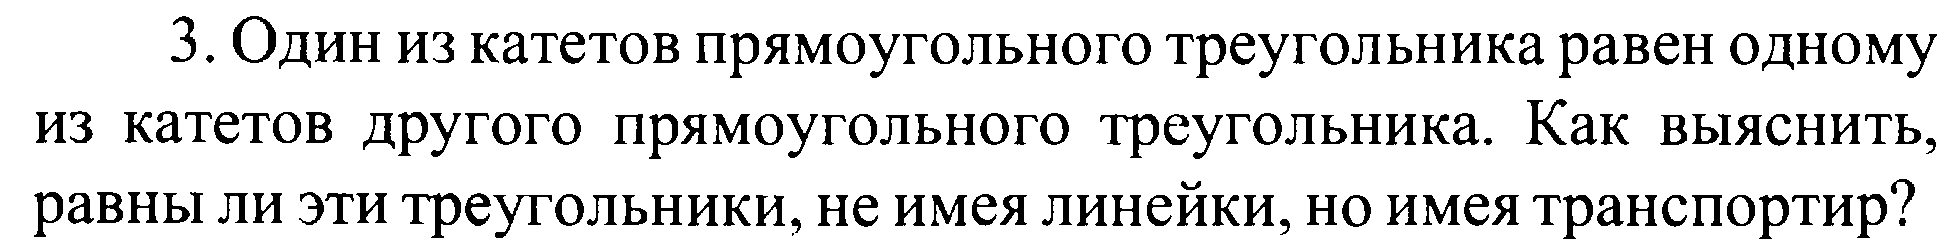 3. Один из катетов прямоугольного треугольника равен одному
из катетов другого прямоугольного треугольника. Как выяснить,
равны ли эти треугольники, не имея линейки, но имея транспортир?